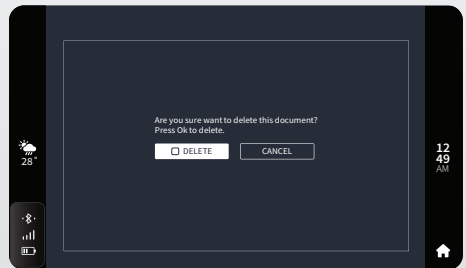 Are you sure want to delete this document?
Press Ok to delete.
DELETE
CANCEL
28°
12
49
AM